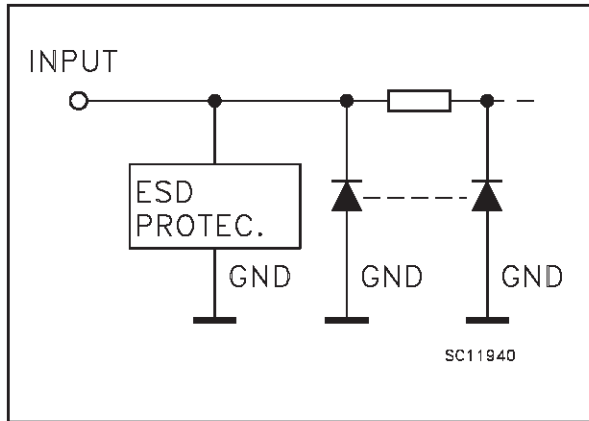 INPUT
ESD
PROTEC.
GND
GND
GND
SC11940